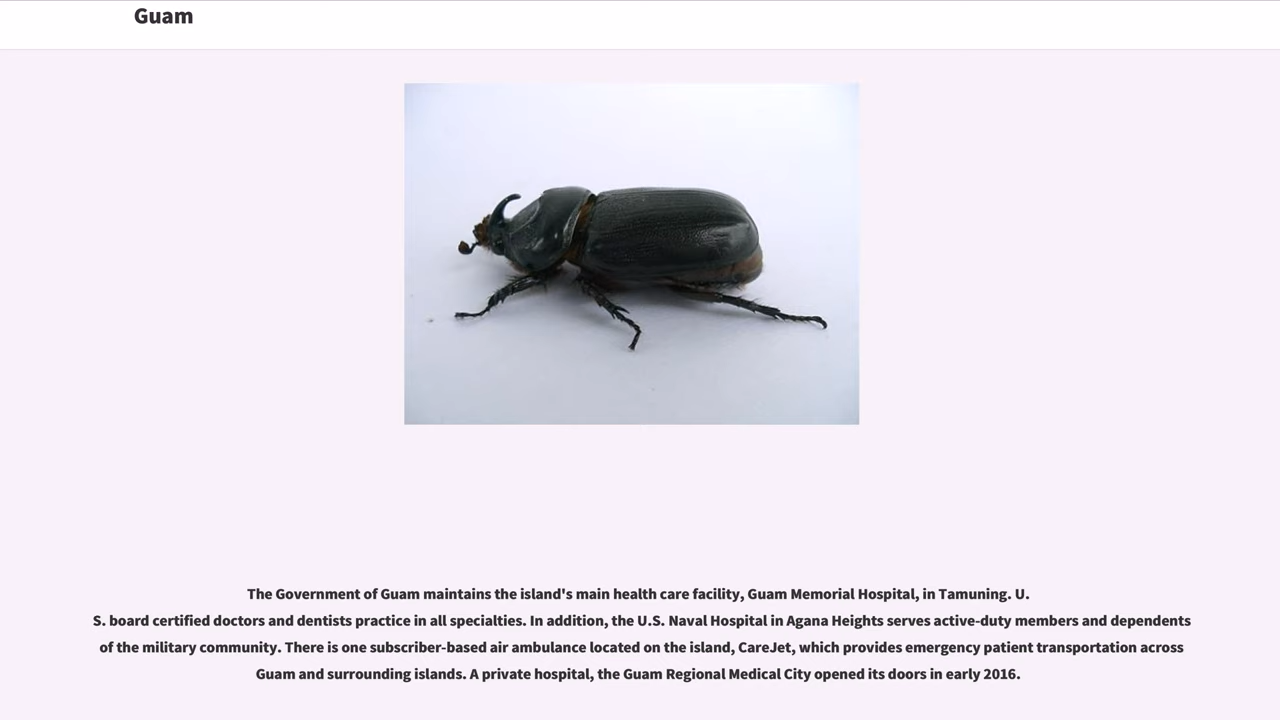 Guam
The Government of Guam maintains the island's main health care facility, Guam Memorial Hospital, in Tamuning. U.
S. board certified doctors and dentists practice in all specialties. In addition, the U.S. Naval Hospital in Agana Heights serves active-duty members and dependents
of the military community. There is one subscriber-based air ambulance located on the island, CareJet, which provides emergency patient transportation across
Guam and surrounding islands. A private hospital, the Guam Regional Medical City opened its doors in early 2016.